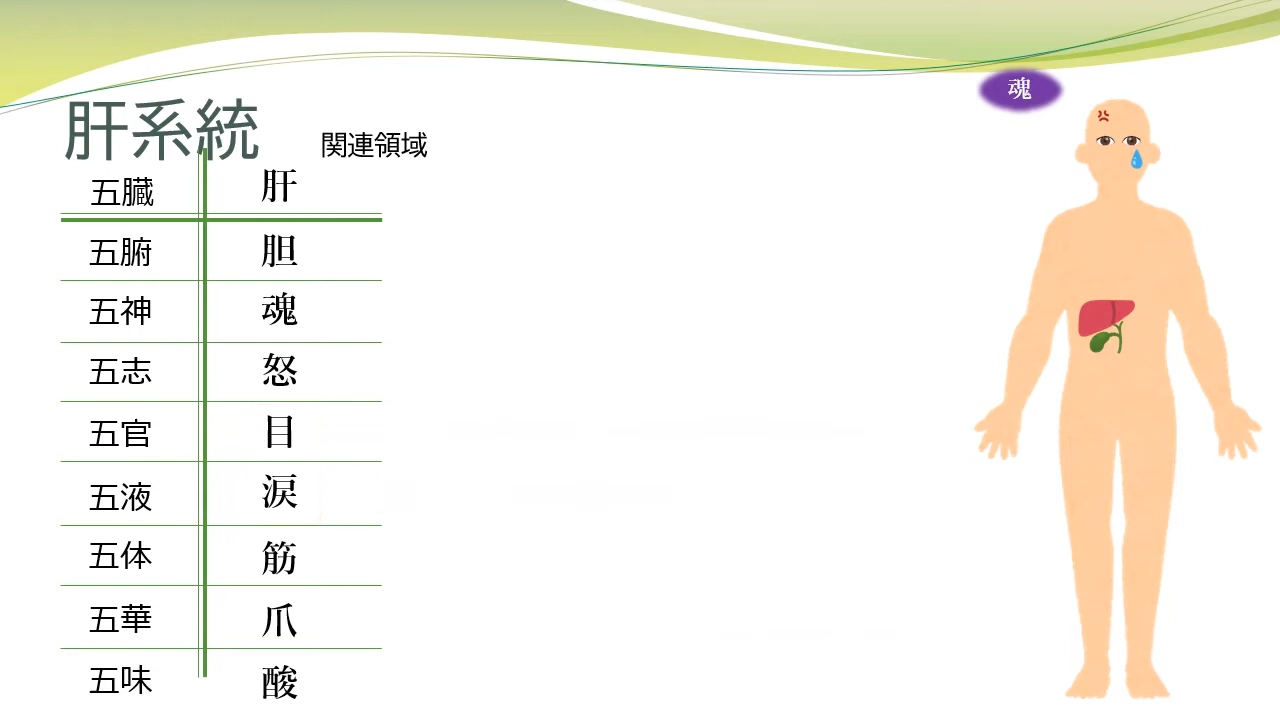 魂
肝系統 関連領域
五臓 肝
五腑 胆
五神 魂
五志 怒
五官 目
五液 涙
五体 筋
五華 爪
五味 酸